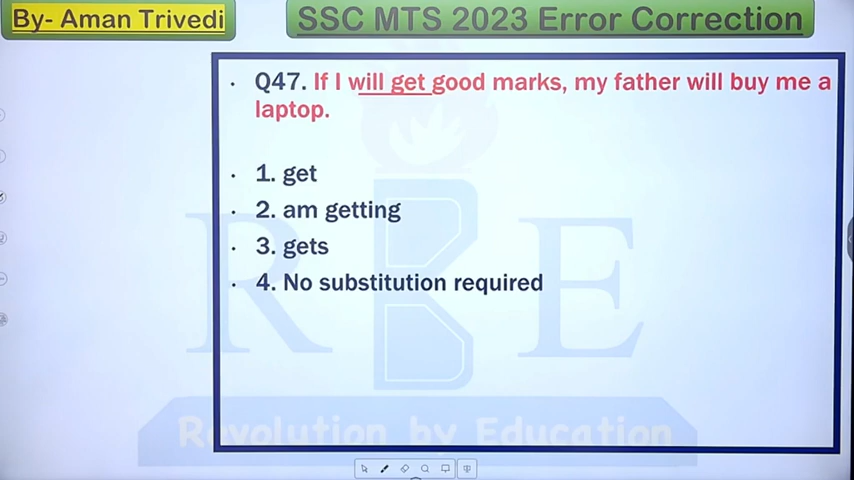 By- Aman Trivedi
SSC MTS 2023 Error Correction
• Q47. If I will get good marks, my father will buy me a
laptop.
• 1. get
• 2. am getting
• 3. gets
• 4. No substitution required
RBE
Revolution by Education